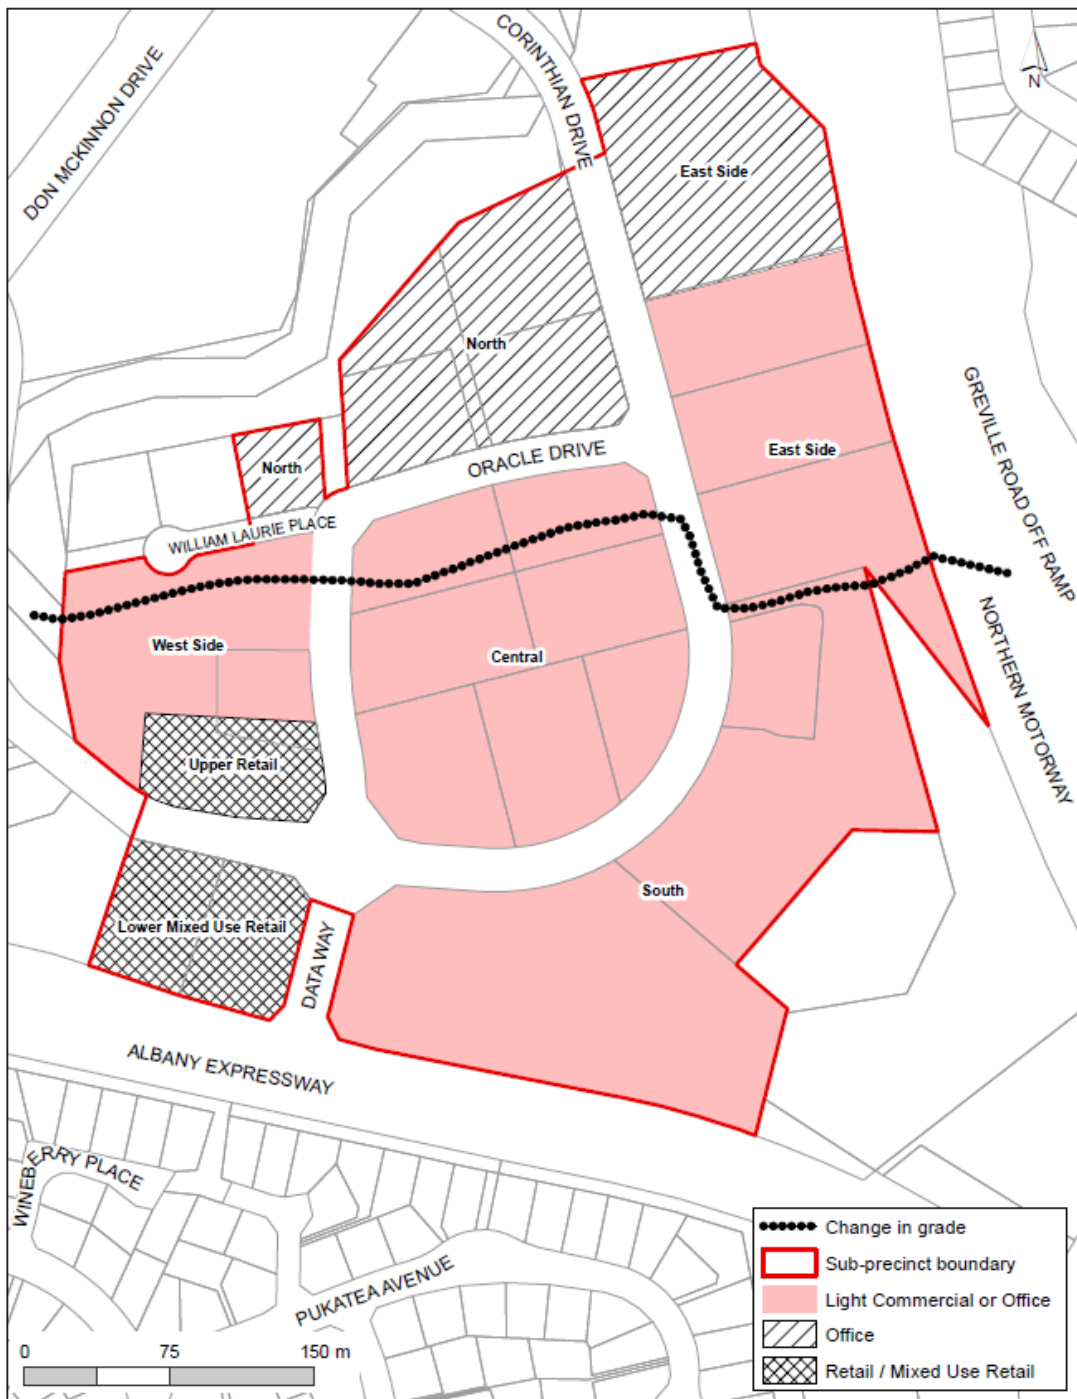 CORINTHIAN DRIVE
DON MCKINNON DRIVE
N
East Side
North
GREVILLE ROAD OFF RAMP
ORACLE DRIVE
East Side
North
WILLIAM LAURIE PLACE
NORTHERN MOTORWAY
West Side
Central
Upper Retail
South
Lower Mixed Use Retail
DATA WAY
ALBANY EXPRESSWAY
WINEBERRY PLACE
PUKATEA AVENUE
Change in grade
Sub-precinct boundary
Light Commercial or Office
Office
Retail / Mixed Use Retail
0 75 150 m